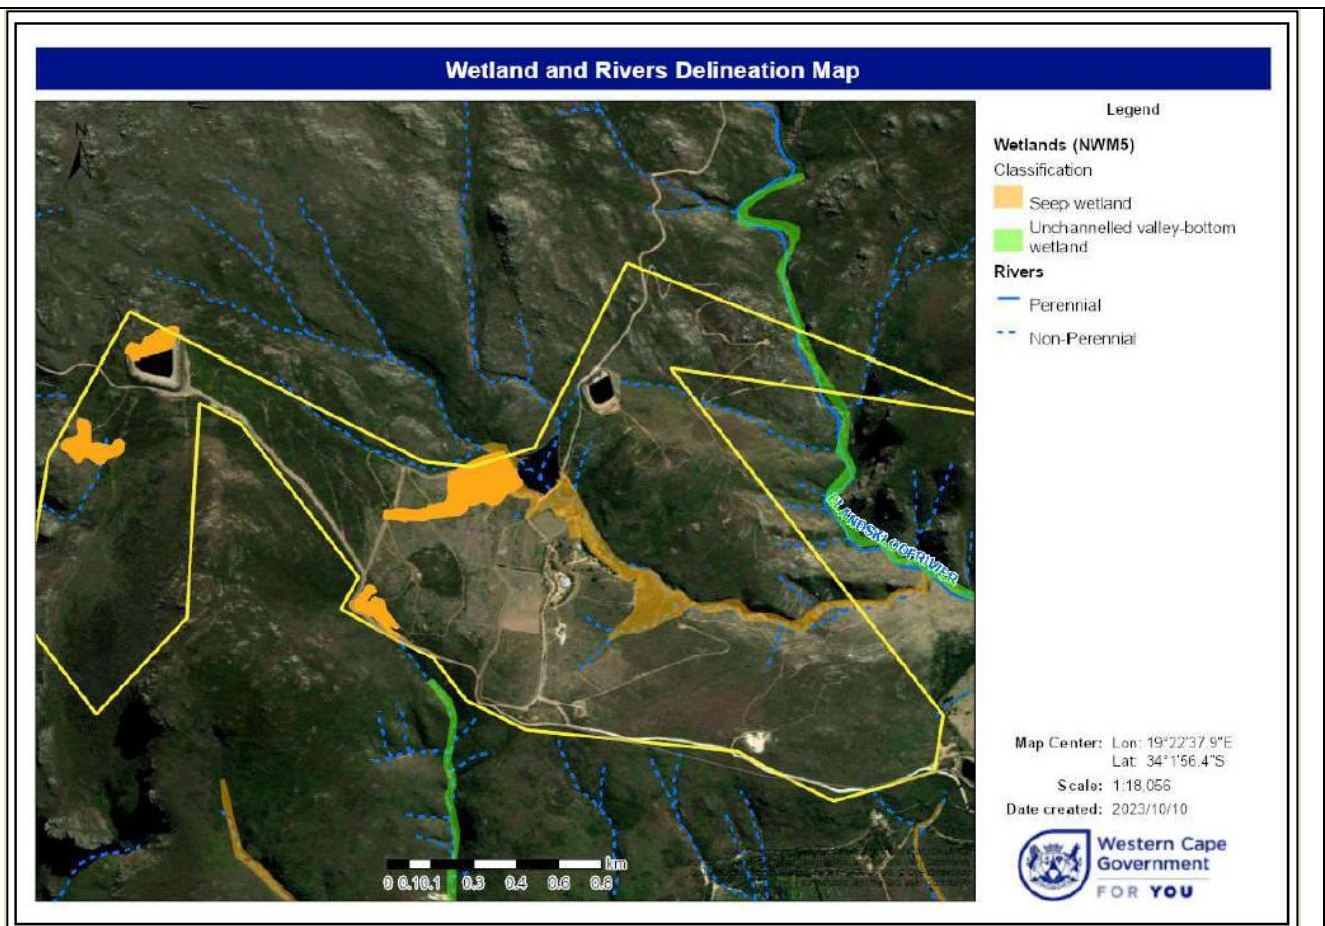 Wetland and Rivers Delineation Map
N
Legend
Wetlands (NWM5)
Classification
Seep wetland
Unchannelled valley-bottom
wetland
Rivers
Perennial
Non-Perennial
ELANDSKLOOFRIVIER
km
0 0.10.1 0.3 0.4 0.6 0.8
Map Center: Lon: 19°22'37.9"E
Lat: 34°1'56.4"S
Scale: 1:18,056
Date created: 2023/10/10
Western Cape
Government
FOR YOU